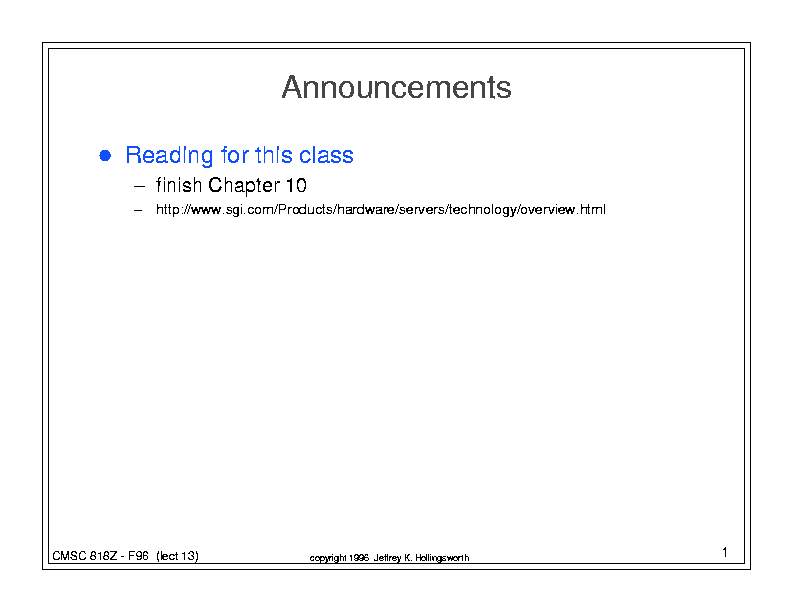 Announcements
● Reading for this class
– finish Chapter 10
– http://www.sgi.com/Products/hardware/servers/technology/overview.html
CMSC 818Z - F96 (lect 13)
copyright 1996 Jeffrey K. Hollingsworth
1